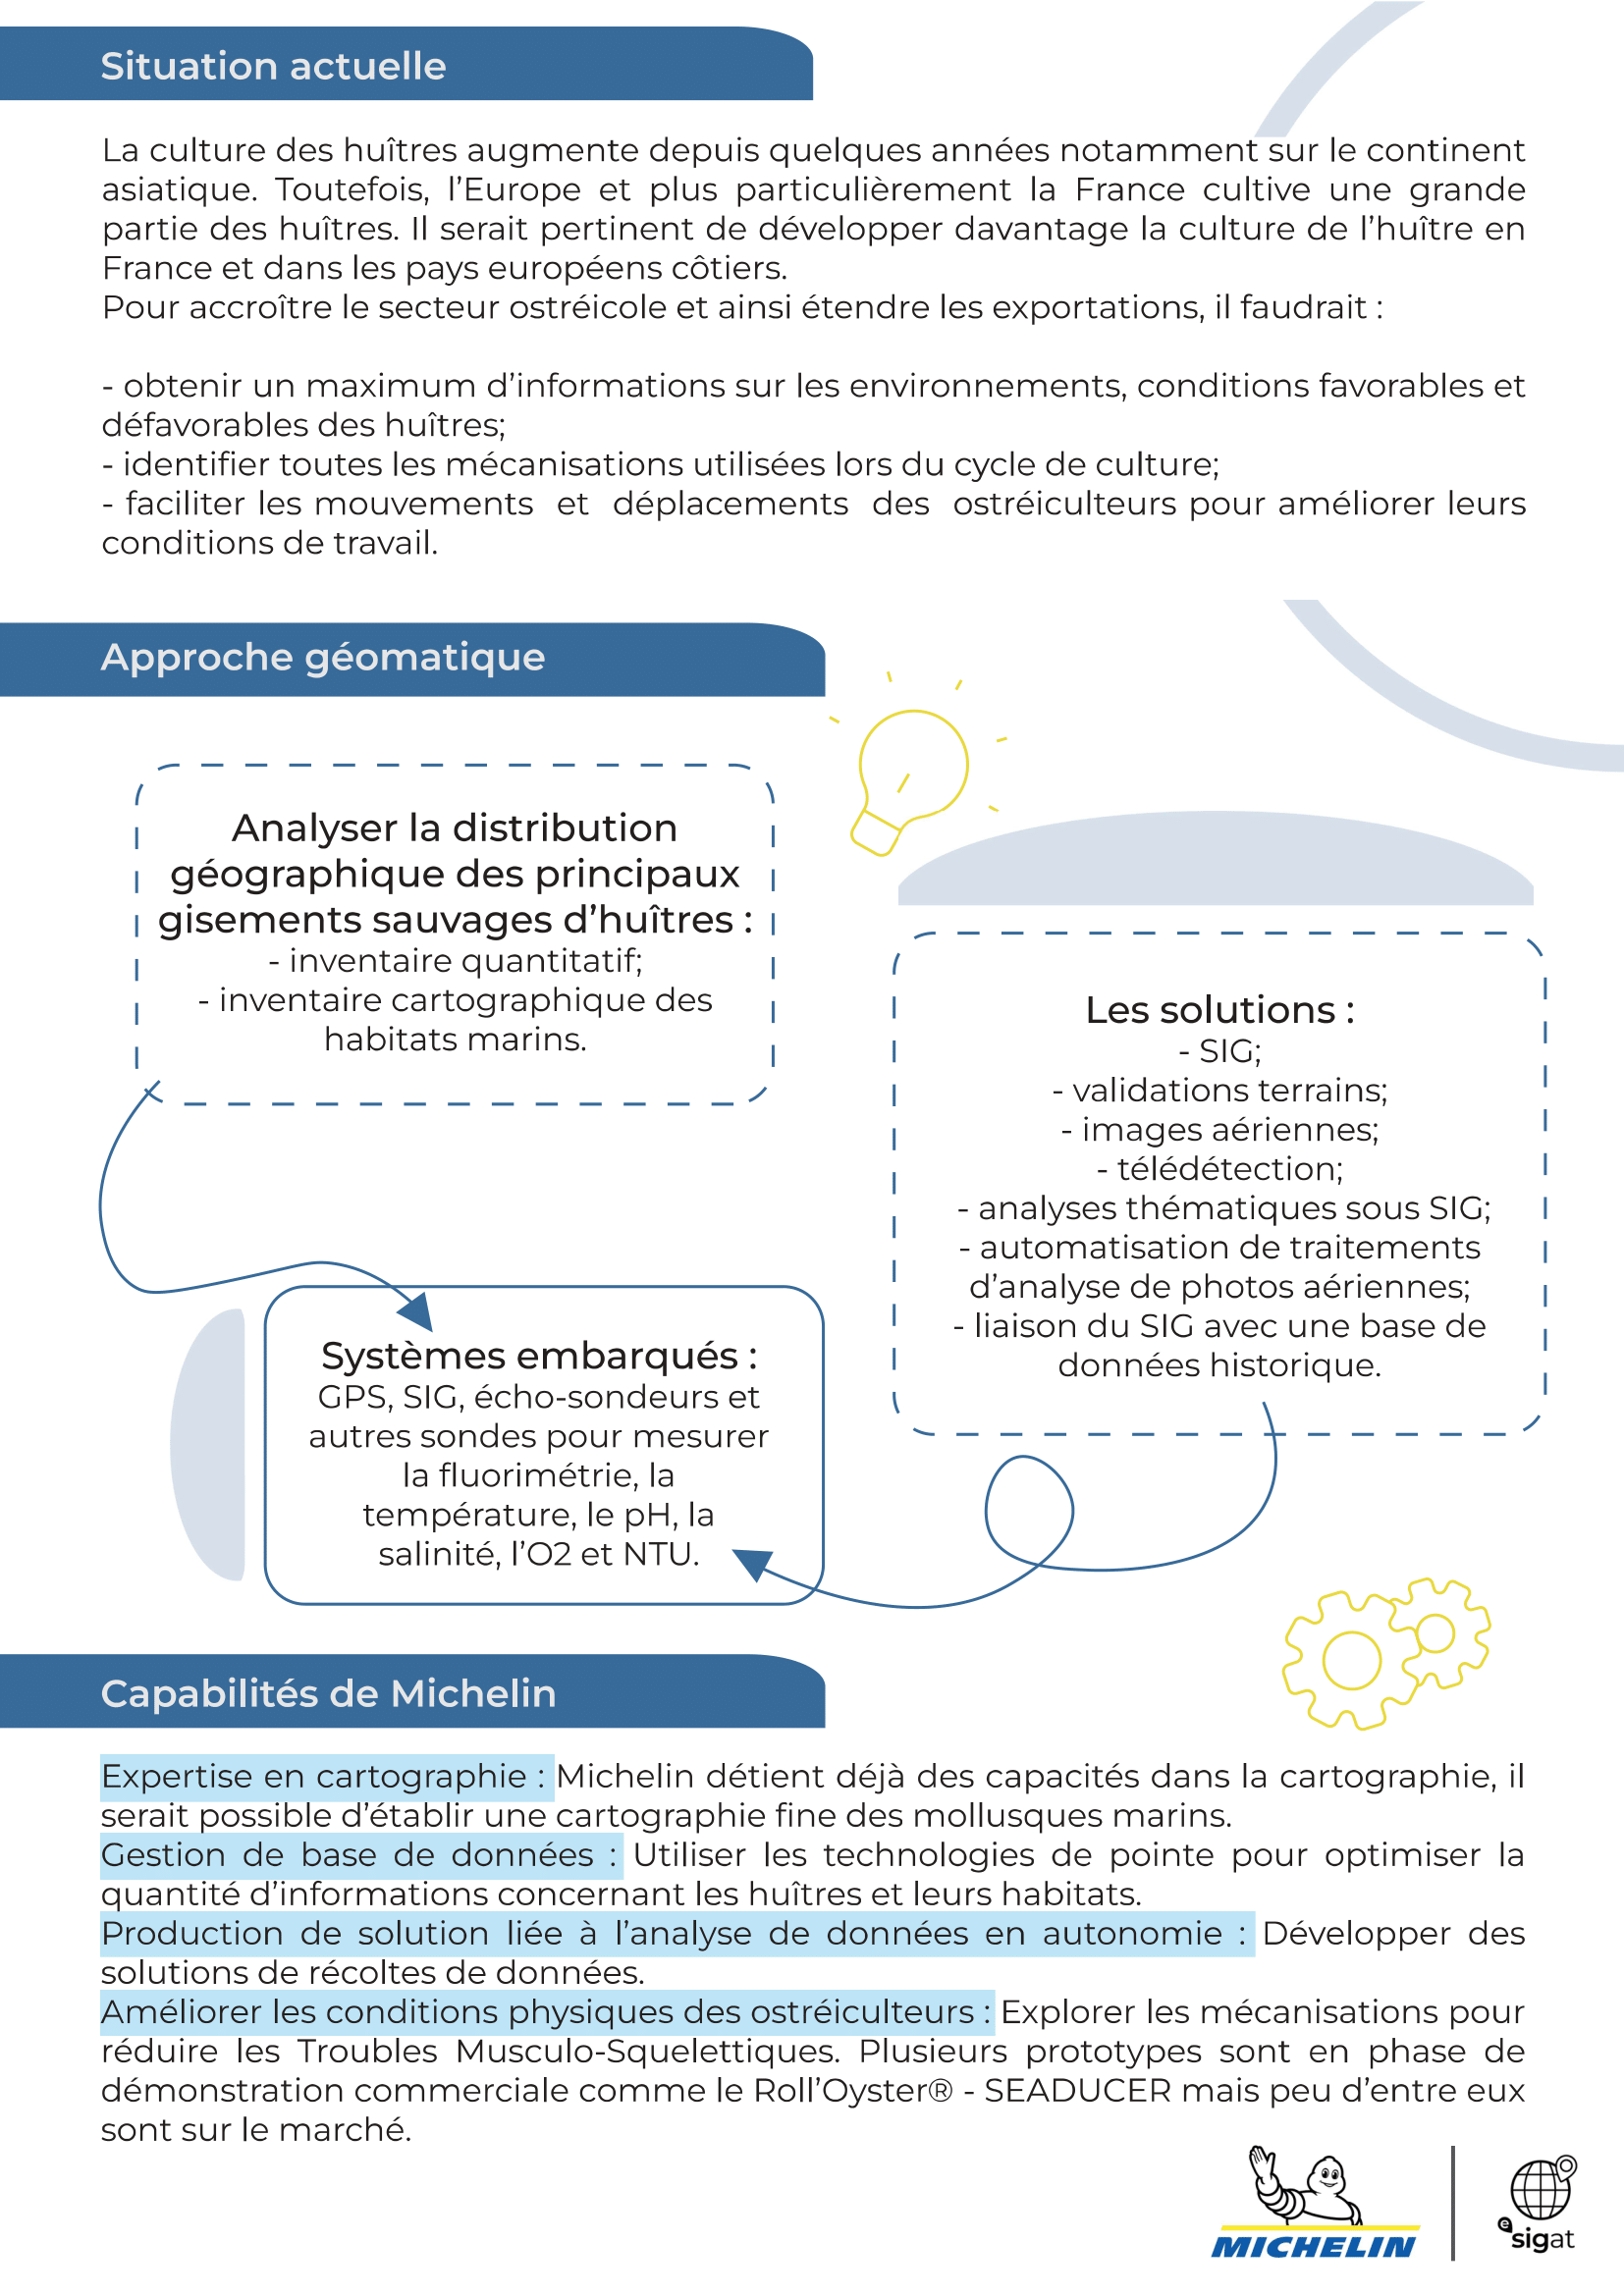 Situation actuelle
La culture des huîtres augmente depuis quelques années notamment sur le continent
asiatique. Toutefois, l’Europe et plus particulièrement la France cultive une grande
partie des huîtres. Il serait pertinent de développer davantage la culture de l’huître en
France et dans les pays européens côtiers.
Pour accroître le secteur ostréicole et ainsi étendre les exportations, il faudrait :
- obtenir un maximum d’informations sur les environnements, conditions favorables et
défavorables des huîtres;
- identifier toutes les mécanisations utilisées lors du cycle de culture;
- faciliter les mouvements et déplacements des ostréiculteurs pour améliorer leurs
conditions de travail.
Approche géomatique
Analyser la distribution
géographique des principaux
gisements sauvages d’huîtres :
- inventaire quantitatif;
- inventaire cartographique des
habitats marins.
Les solutions :
- SIG;
- validations terrains;
- images aériennes;
- télédétection;
- analyses thématiques sous SIG;
- automatisation de traitements
d’analyse de photos aériennes;
- liaison du SIG avec une base de
données historique.
Systèmes embarqués :
GPS, SIG, écho-sondeurs et
autres sondes pour mesurer
la fluorimétrie, la
température, le pH, la
salinité, l’O2 et NTU.
Capabilités de Michelin
Expertise en cartographie : Michelin détient déjà des capacités dans la cartographie, il
serait possible d’établir une cartographie fine des mollusques marins.
Gestion de base de données : Utiliser les technologies de pointe pour optimiser la
quantité d’informations concernant les huîtres et leurs habitats.
Production de solution liée à l’analyse de données en autonomie : Développer des
solutions de récoltes de données.
Améliorer les conditions physiques des ostréiculteurs : Explorer les mécanisations pour
réduire les Troubles Musculo-Squelettiques. Plusieurs prototypes sont en phase de
démonstration commerciale comme le Roll’Oyster® - SEADUCER mais peu d’entre eux
sont sur le marché.
MICHELIN
e sigat